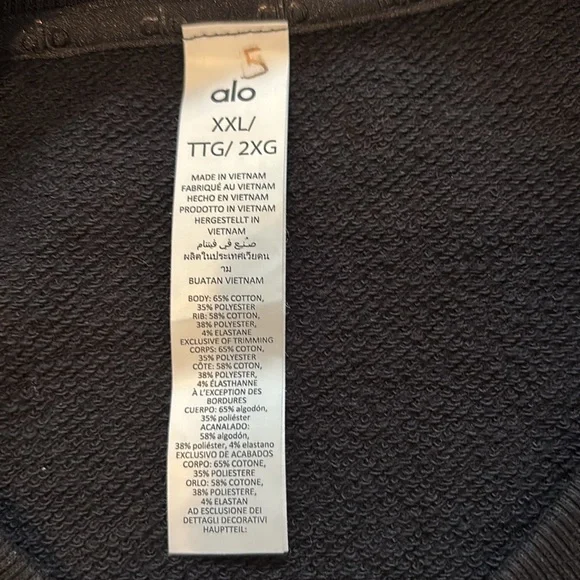 alo
5
alo
XXL/
TTG/ 2XG
MADE IN VIETNAM
FABRIQUÉ AU VIETNAM
HECHO EN VIETNAM
PRODOTTO IN VIETNAM
HERGESTELLT IN
VIETNAM
صُنِع في فيتنام
ผลิตในประเทศเวียดน
าม
BUATAN VIETNAM
BODY: 65% COTTON,
35% POLYESTER
RIB: 58% COTTON,
38% POLYESTER,
4% ELASTANE
EXCLUSIVE OF TRIMMING
CORPS: 65% COTON,
35% POLYESTER
CÔTE: 58% COTON,
38% POLYESTER,
4% ÉLASTHANNE
À L'EXCEPTION DES
BORDURES
CUERPO: 65% algodón,
35% poliéster
ACANALADO:
58% algodón,
38% poliéster, 4% elastano
EXCLUSIVO DE ACABADOS
CORPO: 65% COTONE,
35% POLIESTERE
ORLO: 58% COTONE,
38% POLIESTERE,
4% ELASTAN
AD ESCLUSIONE DEI
DETTAGLI DECORATIVI
HAUPTTEIL: